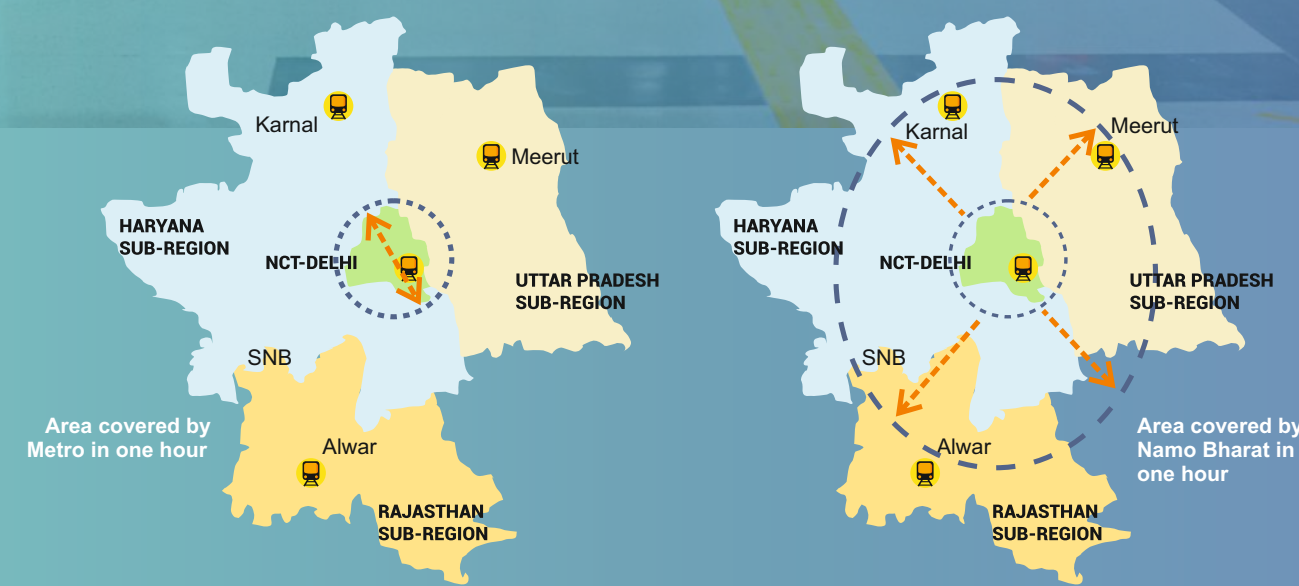 Karnal
Meerut
HARYANA
SUB-REGION
NCT-DELHI
UTTAR PRADESH
SUB-REGION
SNB
Area covered by
Metro in one hour
Alwar
RAJASTHAN
SUB-REGION
Karnal
Meerut
HARYANA
SUB-REGION
NCT-DELHI
UTTAR PRADESH
SUB-REGION
SNB
Area covered by
Namo Bharat in
one hour
Alwar
RAJASTHAN
SUB-REGION